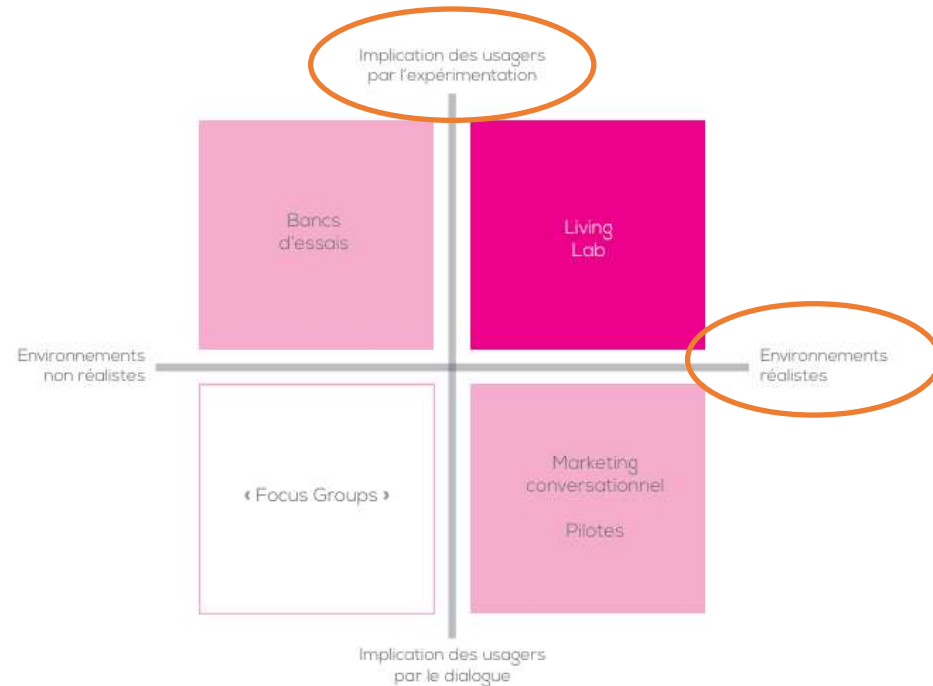 Implication des usagers
par l'expérimentation
Bancs
d'essais
Living
Lab
Environnements
non réalistes
Environnements
réalistes
« Focus Groups »
Marketing
conversationnel
Pilotes
Implication des usagers
par le dialogue